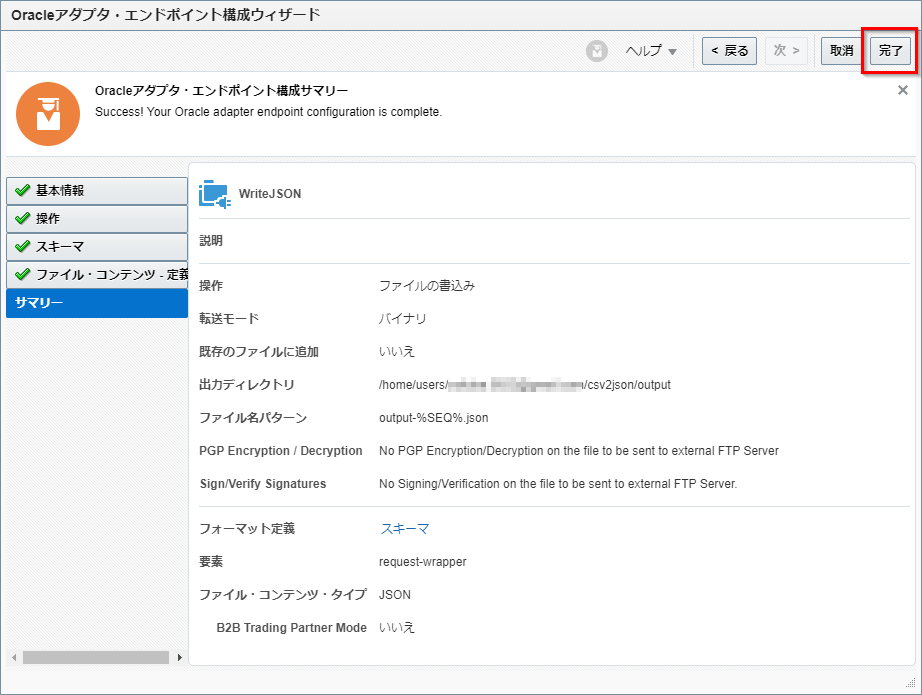 Oracleアダプタ・エンドポイント構成ウィザード
ヘルプ
< 戻る
次 >
取消
完了
Oracleアダプタ・エンドポイント構成サマリー
Success! Your Oracle adapter endpoint configuration is complete.
基本情報
操作
スキーマ
ファイル・コンテンツ - 定義
サマリー
WriteJSON
説明
操作 ファイルの書込み
転送モード バイナリ
既存のファイルに追加 いいえ
出力ディレクトリ /home/users/ /csv2json/output
ファイル名パターン output-%SEQ%.json
PGP Encryption / Decryption No PGP Encryption/Decryption on the file to be sent to external FTP Server
Sign/Verify Signatures No Signing/Verification on the file to be sent to external FTP Server.
フォーマット定義 スキーマ
要素 request-wrapper
ファイル・コンテンツ・タイプ JSON
B2B Trading Partner Mode いいえ